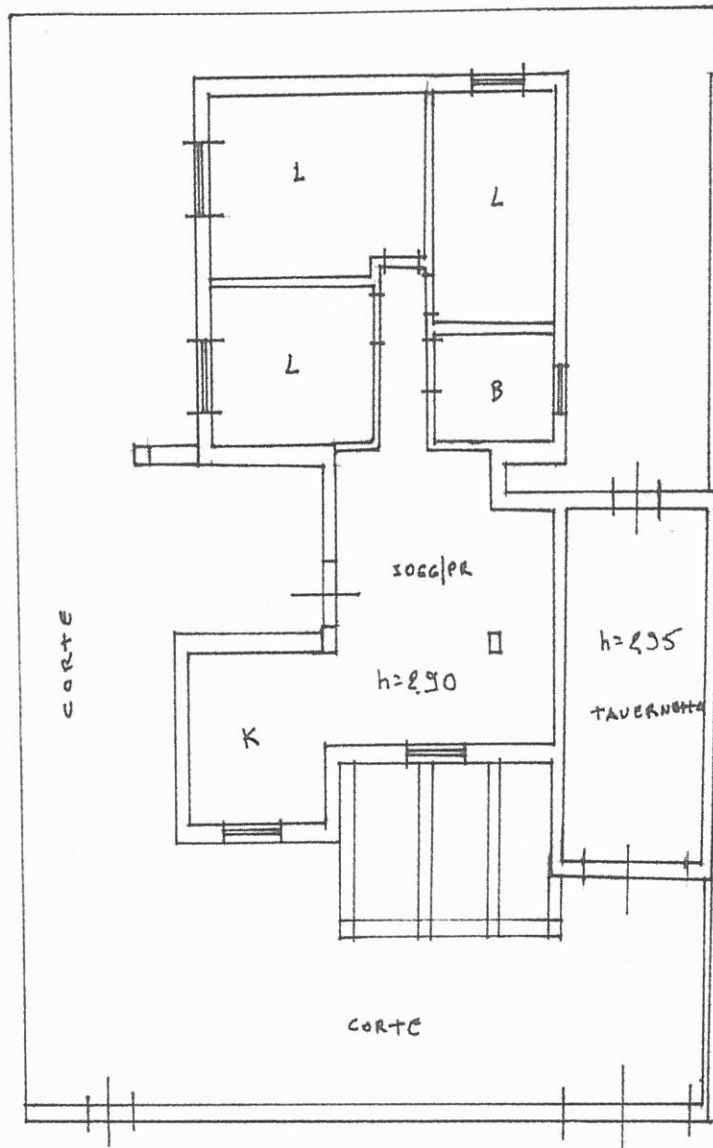 L
L
L
B
SOGG/PR
h=2,95
TAVERNETTA
h=2,90
K
CORTE
CORTE